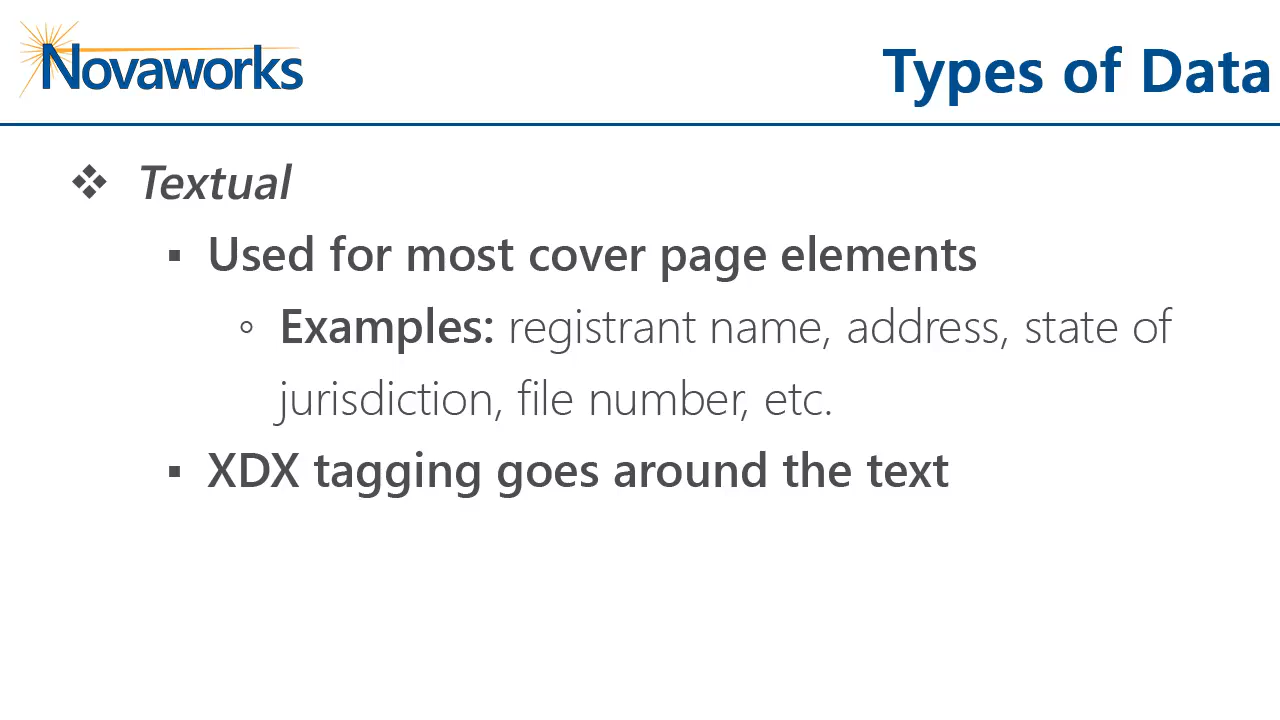 Novaworks
Types of Data
❖ Textual
▪ Used for most cover page elements
◦ Examples: registrant name, address, state of
jurisdiction, file number, etc.
▪ XDX tagging goes around the text